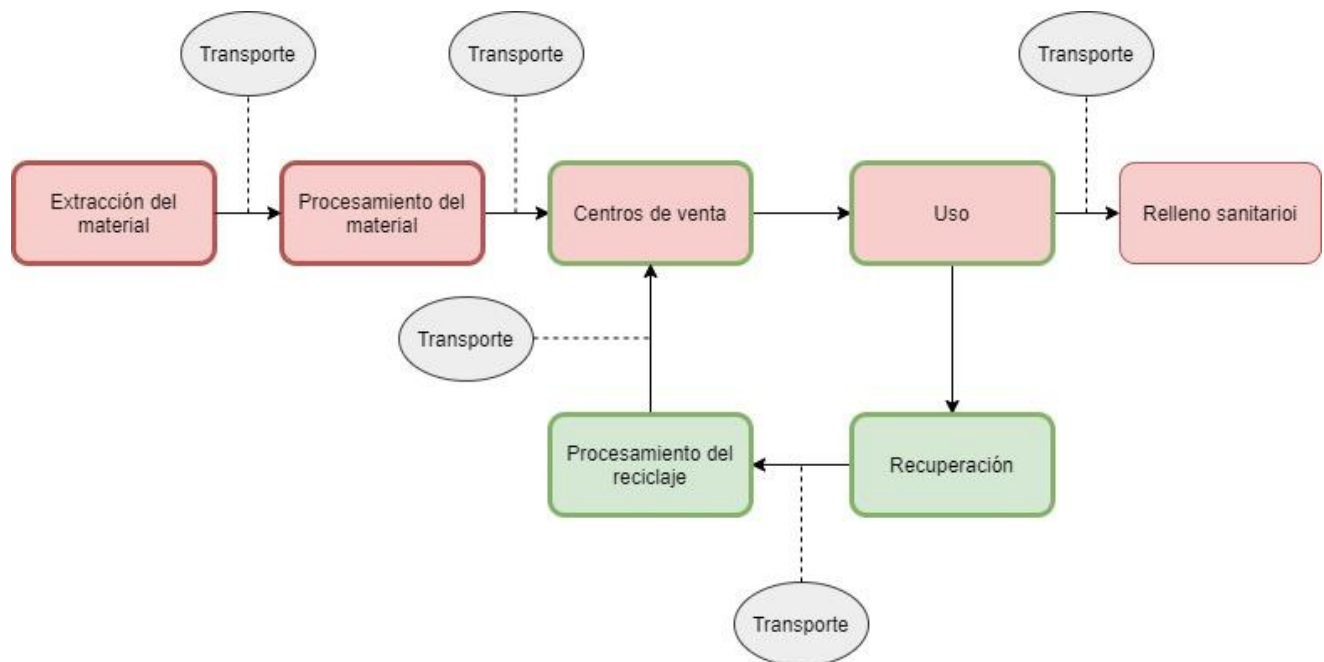 Transporte
Transporte
Transporte
Extracción del
material
Procesamiento del
material
Centros de venta
Uso
Relleno sanitarioi
Transporte
Procesamiento del
reciclaje
Recuperación
Transporte